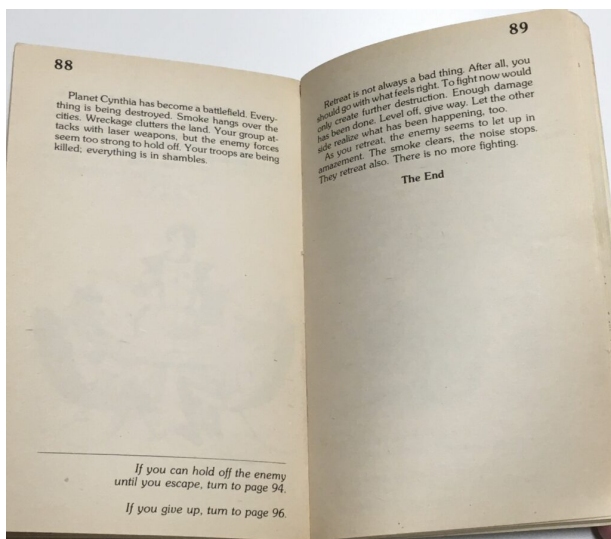 88
Planet Cynthia has become a battlefield. Every-
thing is being destroyed. Smoke hangs over the
cities. Wreckage clutters the land. Your group at-
tacks with laser weapons, but the enemy forces
seem too strong to hold off. Your troops are being
killed; everything is in shambles.
If you can hold off the enemy
until you escape, turn to page 94.
If you give up, turn to page 96.
89
Retreat is not always a bad thing. After all, you
should go with what feels right. To fight now would
only create further destruction. Enough damage
has been done. Level off, give way. Let the other
side realize what has been happening, too.
As you retreat, the enemy seems to let up in
amazement. The smoke clears, the noise stops.
They retreat also. There is no more fighting.
The End